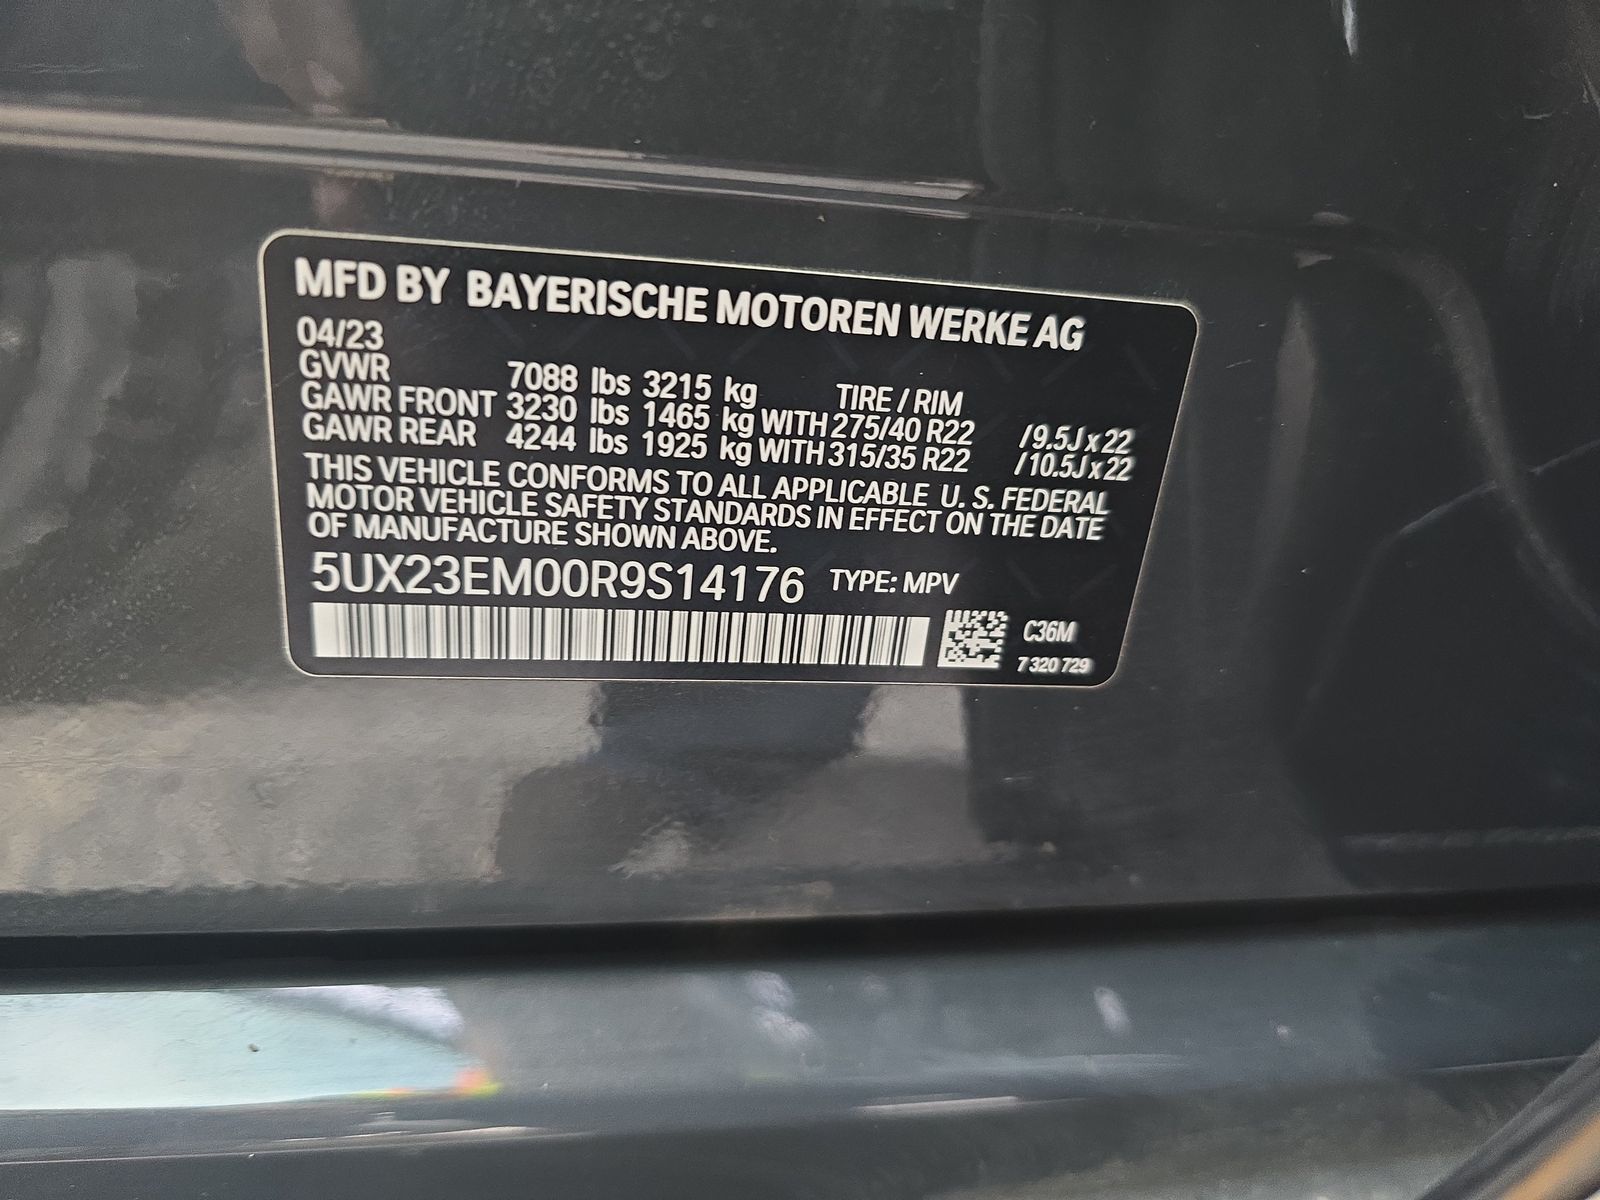 MFD BY BAYERISCHE MOTOREN WERKE AG
04/23
GVWR 7088 lbs 3215 kg TIRE / RIM
GAWR FRONT 3230 lbs 1465 kg WITH 275/40 R22 /9.5J x 22
GAWR REAR 4244 lbs 1925 kg WITH 315/35 R22 /10.5J x 22
THIS VEHICLE CONFORMS TO ALL APPLICABLE U. S. FEDERAL
MOTOR VEHICLE SAFETY STANDARDS IN EFFECT ON THE DATE
OF MANUFACTURE SHOWN ABOVE.
5UX23EM00R9S14176 TYPE: MPV
C36M
7 320 729